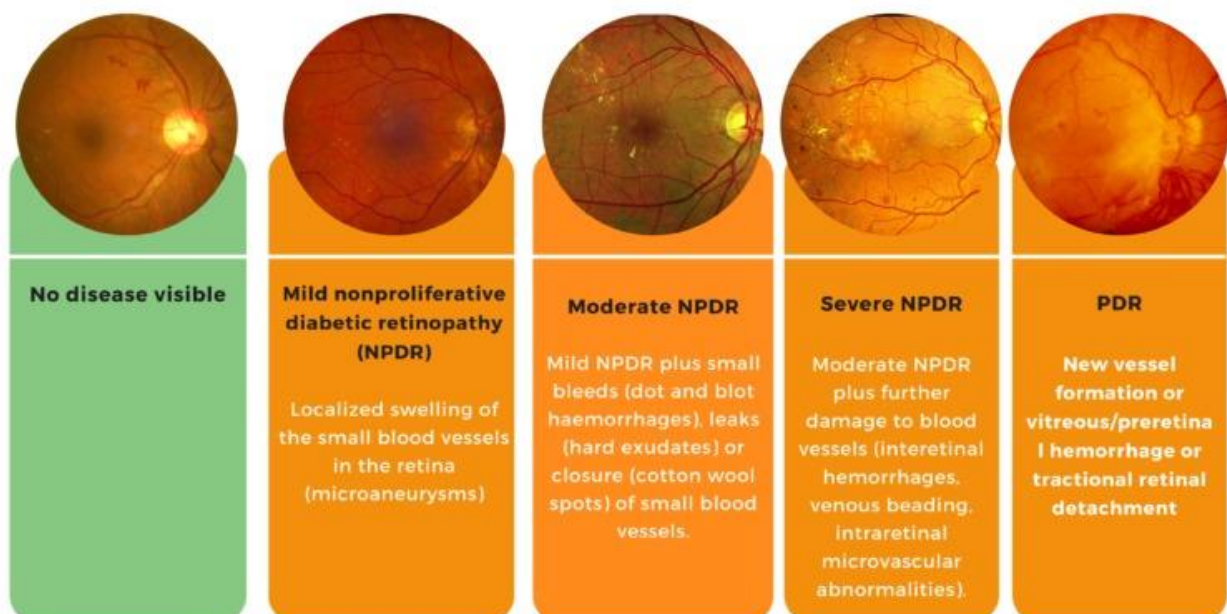 No disease visible
Mild nonproliferative
diabetic retinopathy
(NPDR)
Localized swelling of
the small blood vessels
in the retina
(microaneurysms)
Moderate NPDR
Mild NPDR plus small
bleeds (dot and blot
haemorrhages), leaks
(hard exudates) or
closure (cotton wool
spots) of small blood
vessels.
Severe NPDR
Moderate NPDR
plus further
damage to blood
vessels (interetinal
hemorrhages,
venous beading,
intraretinal
microvascular
abnormalities).
PDR
New vessel
formation or
vitreous/preretina
l hemorrhage or
tractional retinal
detachment